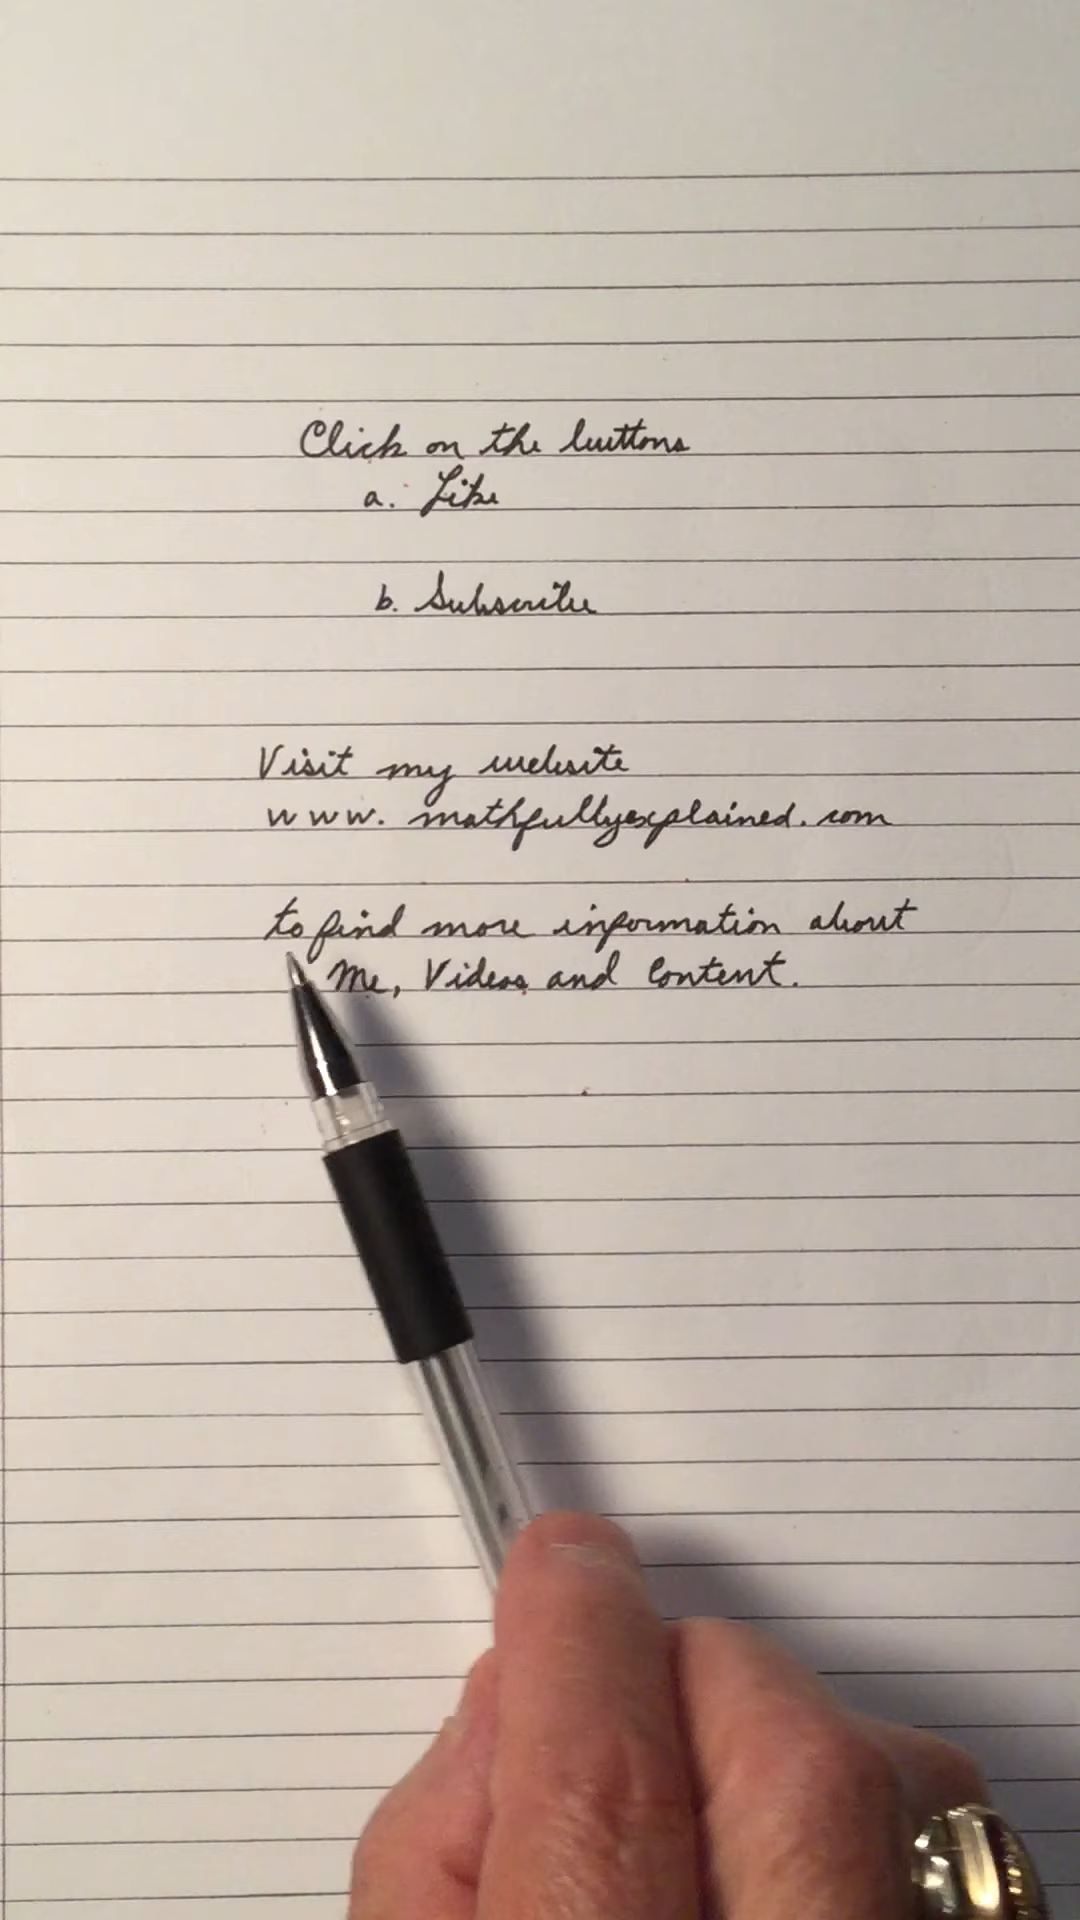 Click on the buttons
a. Like
b. Subscribe
Visit my website
www. mathfullyexplained.com
to find more information about
Me, Videos and Content.